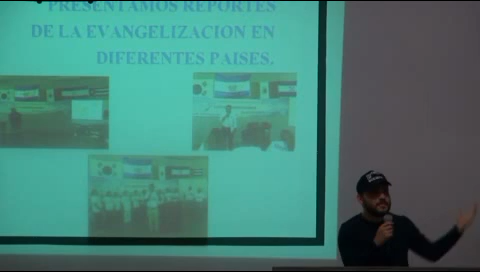 PRESENTAMOS REPORTES
DE LA EVANGELIZACION EN
DIFERENTES PAISES.